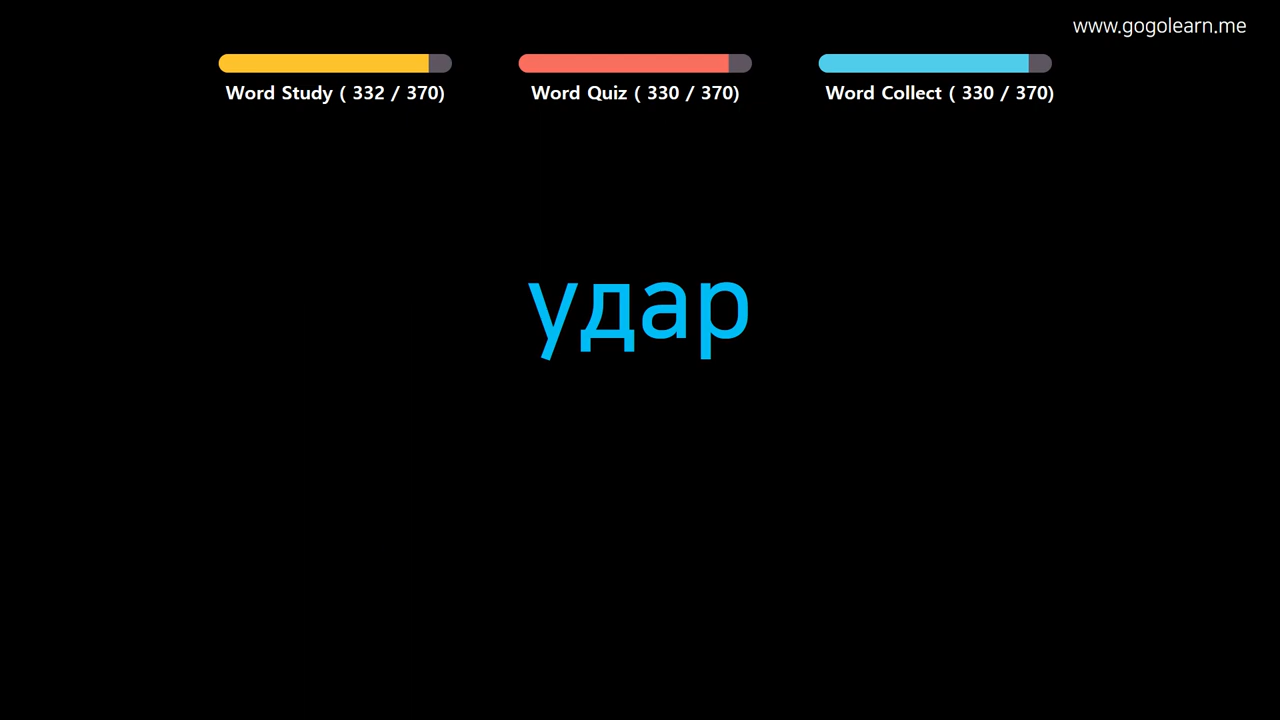 www.gogolearn.me
Word Study ( 332 / 370)
Word Quiz ( 330 / 370)
Word Collect ( 330 / 370)
удар